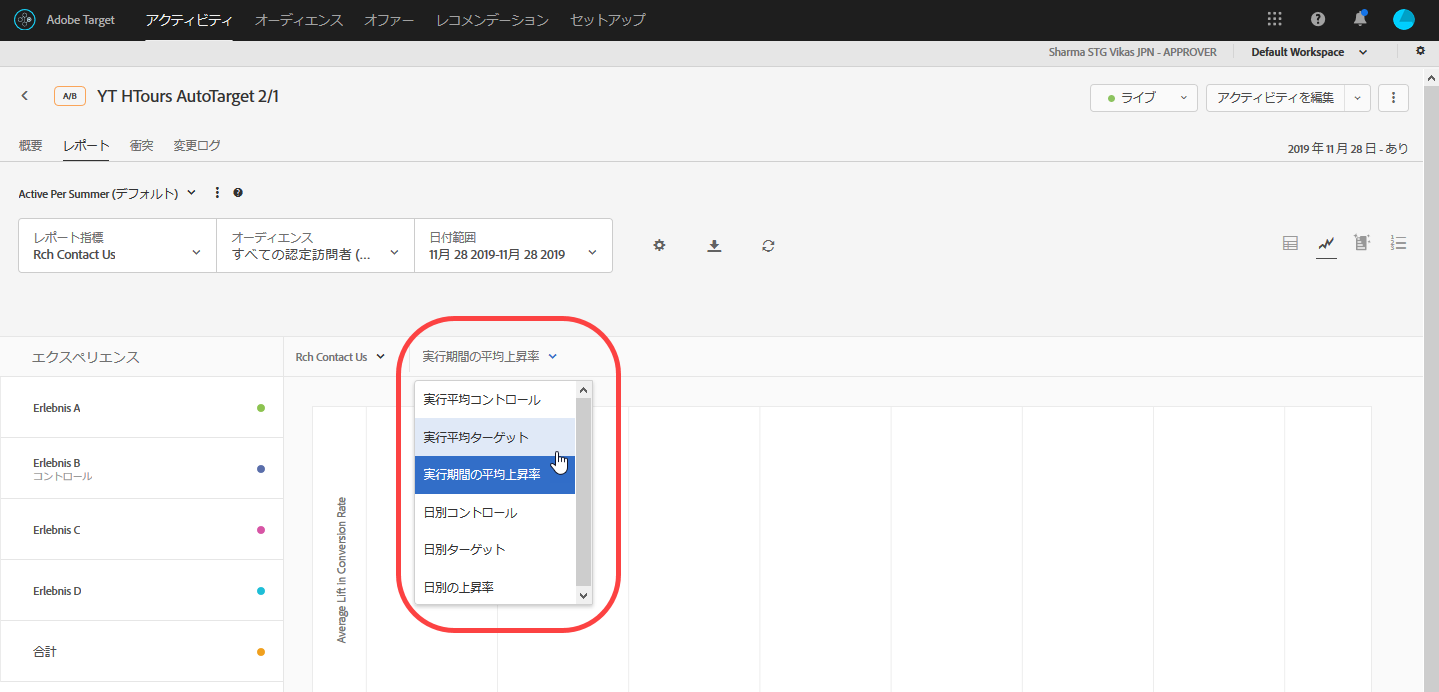 Adobe Target
アクティビティ
オーディエンス
オファー
レコメンデーション
セットアップ
Sharma STG Vikas JPN - APPROVER
Default Workspace
A/B
YT HTours AutoTarget 2/1
ライブ
アクティビティを編集
概要
レポート
衝突
変更ログ
2019 年 11 月 28 日 - あり
Active Per Summer (デフォルト)
レポート指標
Rch Contact Us
オーディエンス
すべての認定訪問者 (...
日付範囲
11月 28 2019-11月 28 2019
エクスペリエンス
Rch Contact Us
実行期間の平均上昇率
実行平均コントロール
実行平均ターゲット
実行期間の平均上昇率
日別コントロール
日別ターゲット
日別の上昇率
Erlebnis A
Erlebnis B
コントロール
Erlebnis C
Erlebnis D
合計
Average Lift in Conversion Rate